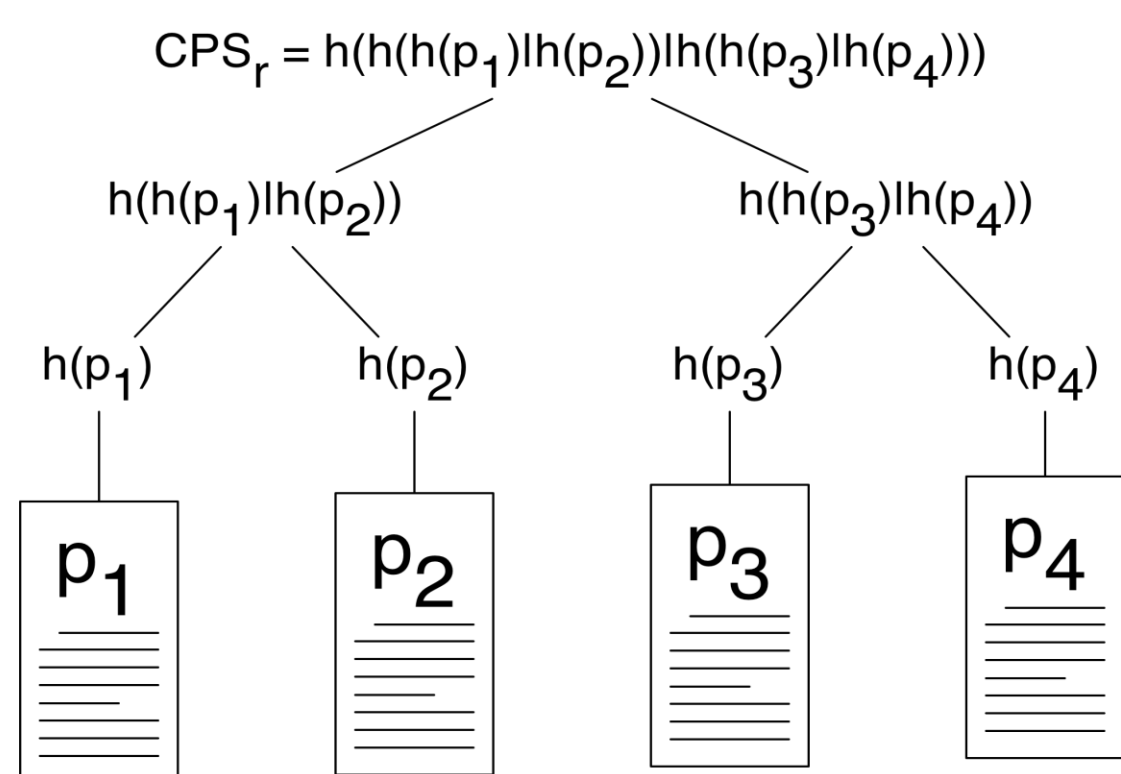 CPSr = h(h(h(p1)lh(p2))lh(h(p3)lh(p4)))
h(h(p1)lh(p2)) h(h(p3)lh(p4))
h(p1) h(p2) h(p3) h(p4)
p1 p2 p3 p4